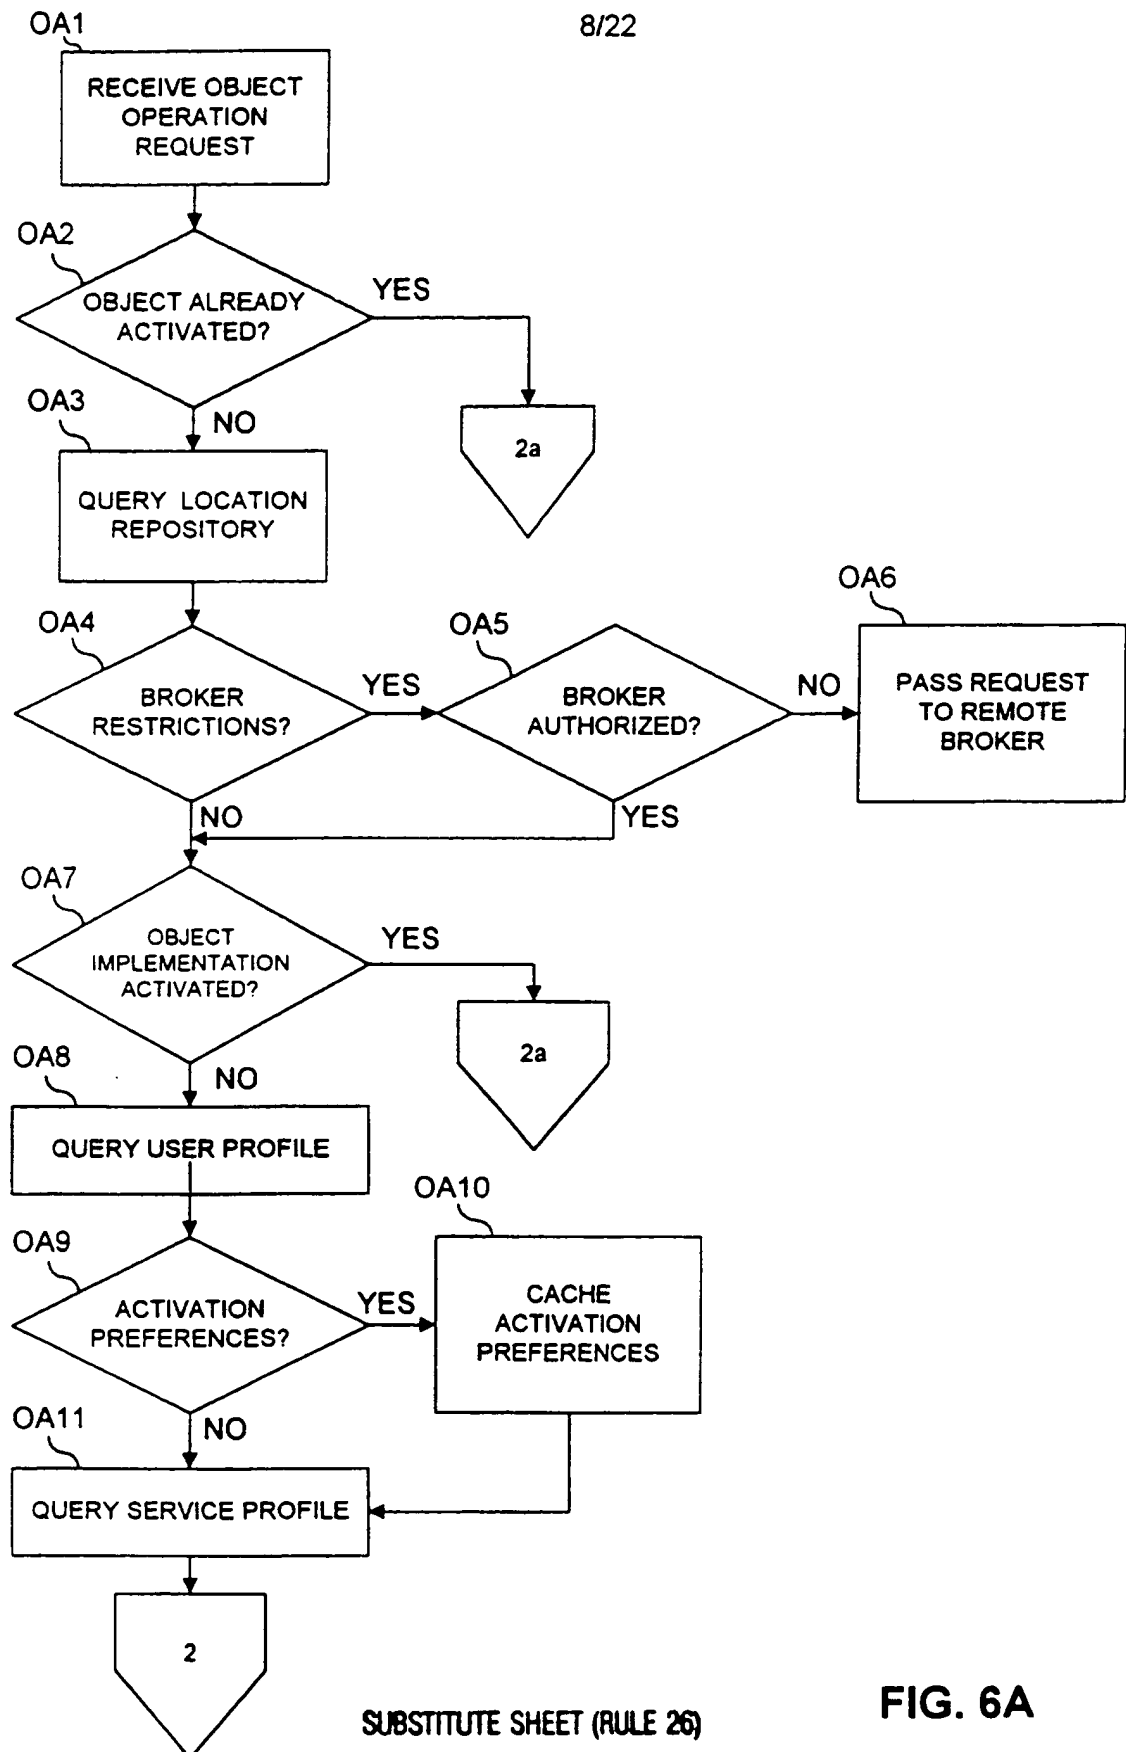 8/22
OA1
RECEIVE OBJECT
OPERATION
REQUEST
OA2
OBJECT ALREADY
ACTIVATED?
YES
NO
2a
OA3
QUERY LOCATION
REPOSITORY
OA4
BROKER
RESTRICTIONS?
YES
NO
OA5
BROKER
AUTHORIZED?
NO
YES
OA6
PASS REQUEST
TO REMOTE
BROKER
OA7
OBJECT
IMPLEMENTATION
ACTIVATED?
YES
NO
2a
OA8
QUERY USER PROFILE
OA9
ACTIVATION
PREFERENCES?
YES
NO
OA10
CACHE
ACTIVATION
PREFERENCES
OA11
QUERY SERVICE PROFILE
2
SUBSTITUTE SHEET (RULE 26)
FIG. 6A